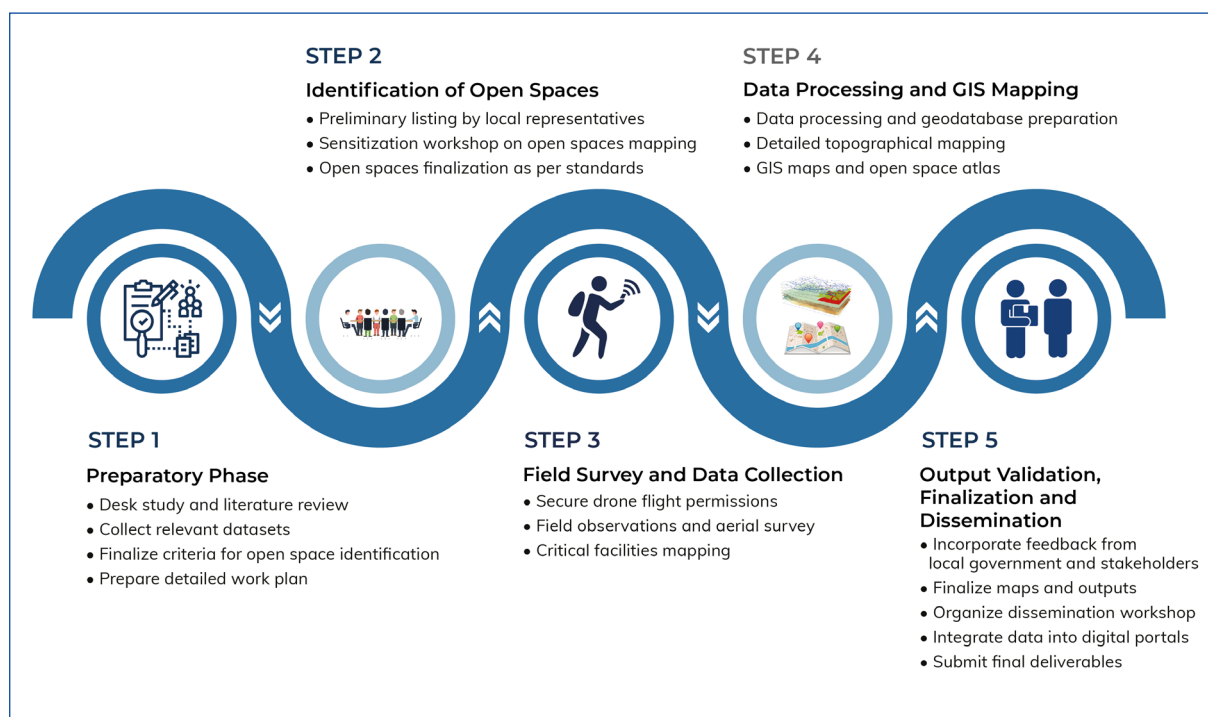 STEP 1
Preparatory Phase
• Desk study and literature review
• Collect relevant datasets
• Finalize criteria for open space identification
• Prepare detailed work plan
STEP 2
Identification of Open Spaces
• Preliminary listing by local representatives
• Sensitization workshop on open spaces mapping
• Open spaces finalization as per standards
STEP 3
Field Survey and Data Collection
• Secure drone flight permissions
• Field observations and aerial survey
• Critical facilities mapping
STEP 4
Data Processing and GIS Mapping
• Data processing and geodatabase preparation
• Detailed topographical mapping
• GIS maps and open space atlas
STEP 5
Output Validation,
Finalization and
Dissemination
• Incorporate feedback from
local government and stakeholders
• Finalize maps and outputs
• Organize dissemination workshop
• Integrate data into digital portals
• Submit final deliverables